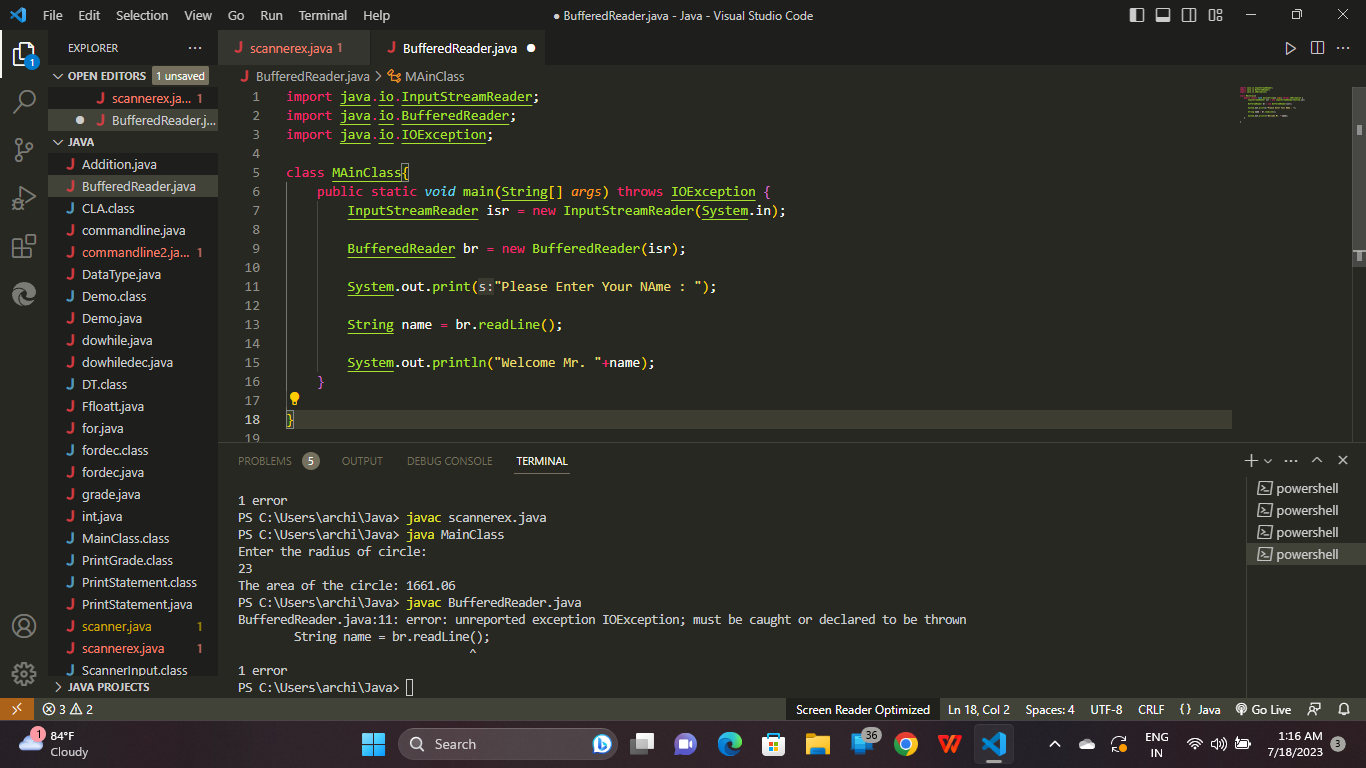 File Edit Selection View Go Run Terminal Help
● BufferedReader.java - Java - Visual Studio Code
EXPLORER
scannerex.java 1
BufferedReader.java
OPEN EDITORS 1 unsaved
scannerex.ja... 1
BufferedReader.j...
JAVA
Addition.java
BufferedReader.java
CLA.class
commandline.java
commandline2.ja... 1
DataType.java
Demo.class
Demo.java
dowhile.java
dowhiledec.java
DT.class
Ffloatt.java
for.java
fordec.class
fordec.java
grade.java
int.java
MainClass.class
PrintGrade.class
PrintStatement.class
PrintStatement.java
scanner.java 1
scannerex.java 1
ScannerInput.class
JAVA PROJECTS
BufferedReader.java > MAinClass
1 import java.io.InputStreamReader;
2 import java.io.BufferedReader;
3 import java.io.IOException;
4
5 class MAinClass{
6 public static void main(String[] args) throws IOException {
7 InputStreamReader isr = new InputStreamReader(System.in);
8
9 BufferedReader br = new BufferedReader(isr);
10
11 System.out.print(s:"Please Enter Your NAme : ");
12
13 String name = br.readLine();
14
15 System.out.println("Welcome Mr. "+name);
16 }
17
18 }
19
PROBLEMS 5 OUTPUT DEBUG CONSOLE TERMINAL
1 error
PS C:\Users\archi\Java> javac scannerex.java
PS C:\Users\archi\Java> java MainClass
Enter the radius of circle:
23
The area of the circle: 1661.06
PS C:\Users\archi\Java> javac BufferedReader.java
BufferedReader.java:11: error: unreported exception IOException; must be caught or declared to be thrown
String name = br.readLine();
^
1 error
PS C:\Users\archi\Java>
powershell
powershell
powershell
powershell
1
3 2
Screen Reader Optimized Ln 18, Col 2 Spaces: 4 UTF-8 CRLF {} Java Go Live
1
84°F
Cloudy
Search
36
ENG
IN
1:16 AM
7/18/2023
3